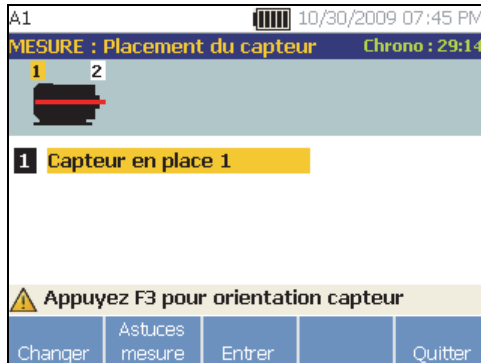 A1 10/30/2009 07:45 PM
MESURE : Placement du capteur Chrono : 29:14
1 2
1 Capteur en place 1
Appuyez F3 pour orientation capteur
Changer Astuces mesure Entrer Quitter